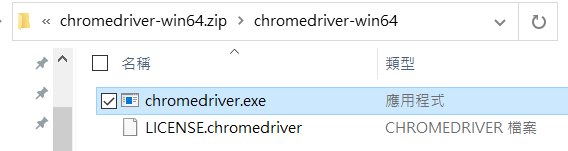 « chromedriver-win64.zip › chromedriver-win64
名稱 類型
chromedriver.exe 應用程式
LICENSE.chromedriver CHROMEDRIVER 檔案